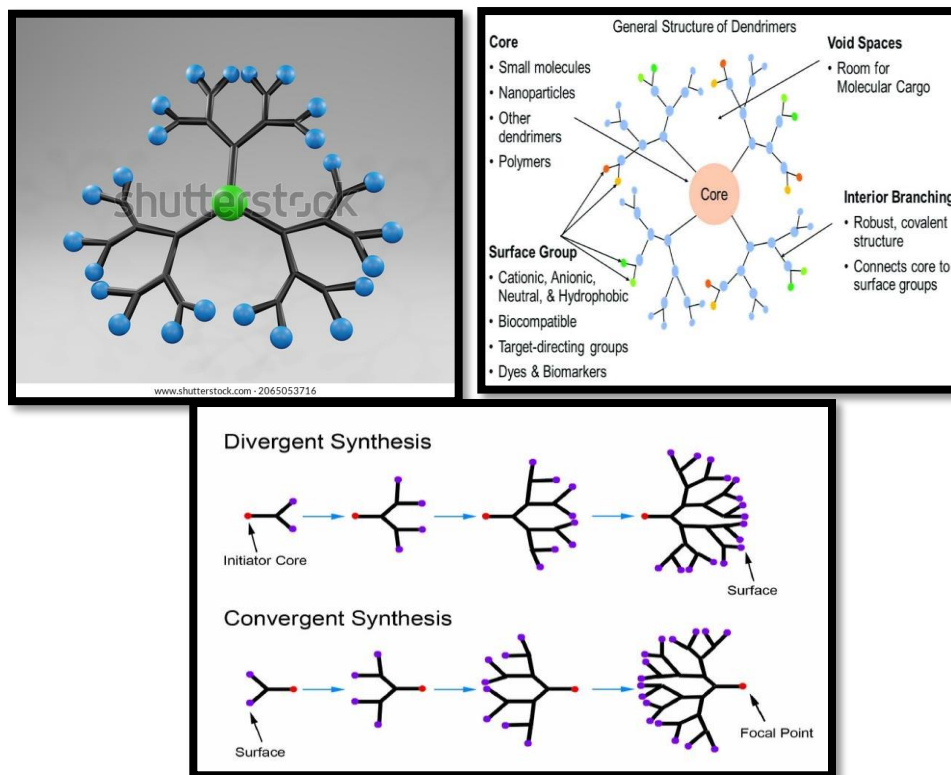 shutterstock
www.shutterstock.com · 2065053716
General Structure of Dendrimers
Core
• Small molecules
• Nanoparticles
• Other
dendrimers
• Polymers
Void Spaces
• Room for
Molecular Cargo
Core
Interior Branching
• Robust, covalent
structure
• Connects core to
surface groups
Surface Group
• Cationic, Anionic,
Neutral, & Hydrophobic
• Biocompatible
• Target-directing groups
• Dyes & Biomarkers
Divergent Synthesis
Initiator Core
Surface
Convergent Synthesis
Surface
Focal Point